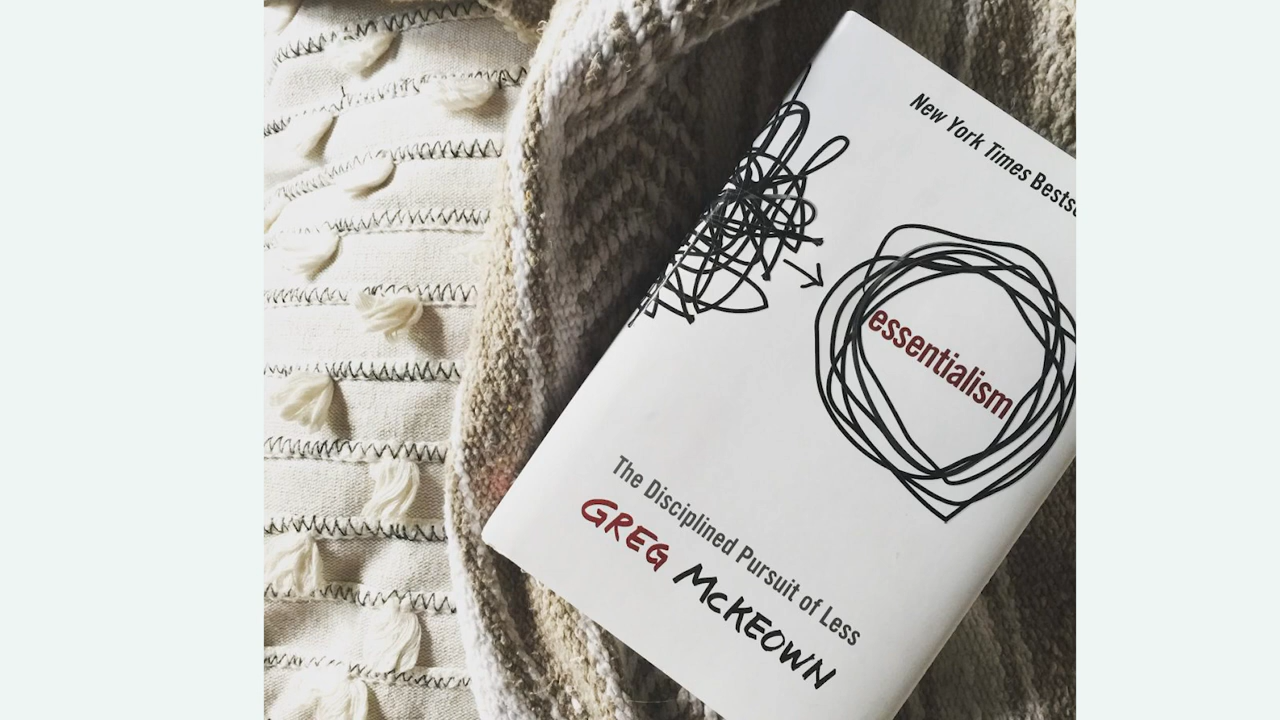 New York Times
essentialism
The Disciplined Pursuit of Less
GREG MCKEOWN